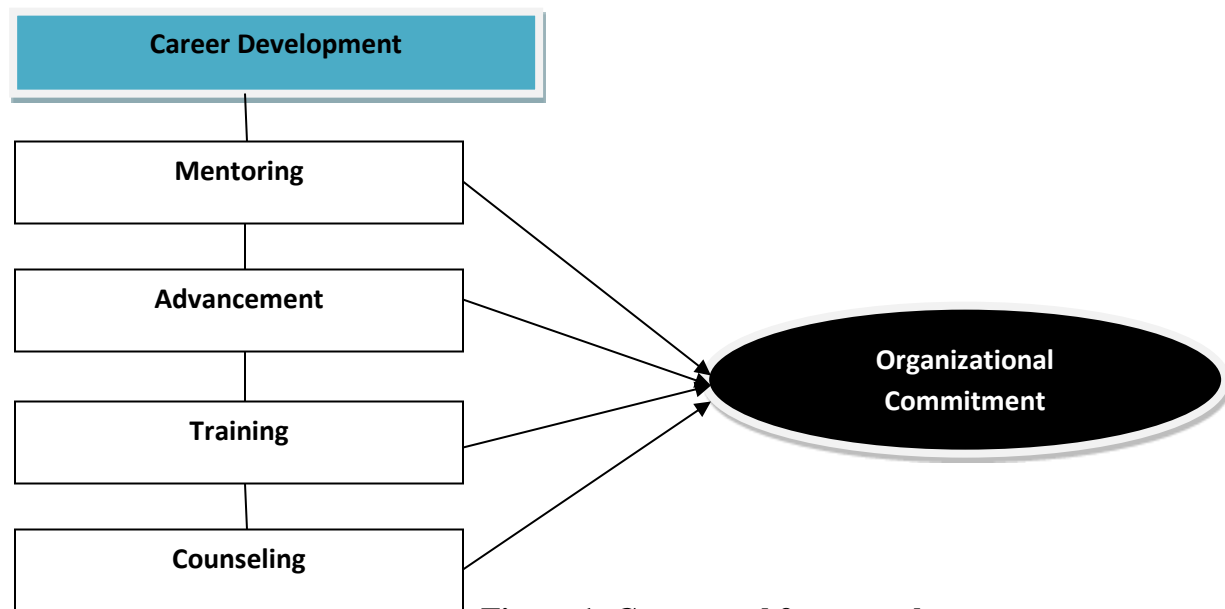 Career Development
Mentoring
Advancement
Training
Counseling
Organizational
Commitment